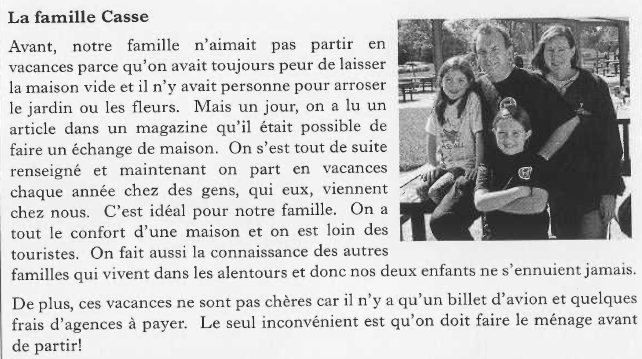 La famille Casse
Avant, notre famille n'aimait pas partir en
vacances parce qu'on avait toujours peur de laisser
la maison vide et il n'y avait personne pour arroser
le jardin ou les fleurs. Mais un jour, on a lu un
article dans un magazine qu'il était possible de
faire un échange de maison. On s'est tout de suite
renseigné et maintenant on part en vacances
chaque année chez des gens, qui eux, viennent
chez nous. C'est idéal pour notre famille. On a
tout le confort d'une maison et on est loin des
touristes. On fait aussi la connaissance des autres
familles qui vivent dans les alentours et donc nos deux enfants ne s'ennuient jamais.
De plus, ces vacances ne sont pas chères car il n'y a qu'un billet d'avion et quelques
frais d'agences à payer. Le seul inconvénient est qu'on doit faire le ménage avant
de partir!